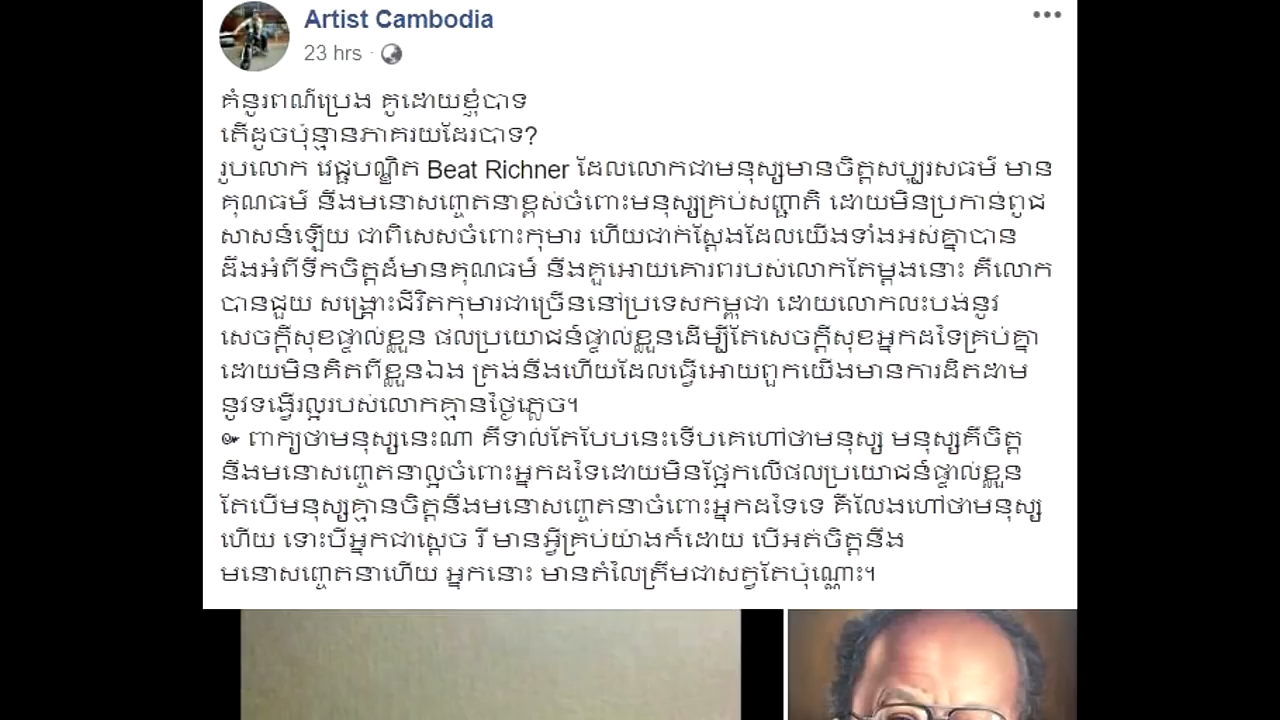 Artist Cambodia
23 hrs ·
គំនូរពណ៌ប្រេង គូដោយខ្ញុំបាទ
តើដូចប៉ុន្មានភាគរយដែរបាទ?
រូបលោក វេជ្ជបណ្ឌិត Beat Richner ដែលលោកជាមនុស្សមានចិត្តសប្បុរសធម៌ មាន
គុណធម៌ និងមនោសញ្ចេតនាខ្ពស់ចំពោះមនុស្សគ្រប់សញ្ជាតិ ដោយមិនប្រកាន់ពូជ
សាសន៍ឡើយ ជាពិសេសចំពោះកុមារ ហើយជាក់ស្តែងដែលយើងទាំងអស់គ្នាបាន
ដឹងអំពីទឹកចិត្តដ៍មានគុណធម៌ និងគួអោយគោរពរបស់លោកតែម្តងនោះ គឺលោក
បានជួយ សង្គ្រោះជីវិតកុមារជាច្រើននៅប្រទេសកម្ពុជា ដោយលោកលះបង់នូវ
សេចក្តីសុខផ្ទាល់ខ្លួន ផលប្រយោជន៍ផ្ទាល់ខ្លួនដើម្បីតែសេចក្តីសុខអ្នកដទៃគ្រប់គ្នា
ដោយមិនគិតពីខ្លួនឯង ត្រង់នឹងហើយដែលធ្វើអោយពួកយើងមានការដិតដាម
នូវទង្វើរល្អរបស់លោកគ្មានថ្ងៃភ្លេច។
ពាក្យថាមនុស្សនេះណា គឺទាល់តែបែបនេះទើបគេហៅថាមនុស្ស មនុស្សគឺចិត្ត
និងមនោសញ្ចេតនាល្អចំពោះអ្នកដទៃដោយមិនផ្អែកលើផលប្រយោជន៍ផ្ទាល់ខ្លួន
តែបើមនុស្សគ្មានចិត្តនឹងមនោសញ្ចេតនាចំពោះអ្នកដទៃទេ គឺលែងហៅថាមនុស្ស
ហើយ ទោះបីអ្នកជាស្តេច រឺ មានអ្វីគ្រប់យ៉ាងក៏ដោយ បើអត់ចិត្តនឹង
មនោសញ្ចេតនាហើយ អ្នកនោះ មានតំលៃត្រឹមជាសត្វតែប៉ុណ្ណោះ។